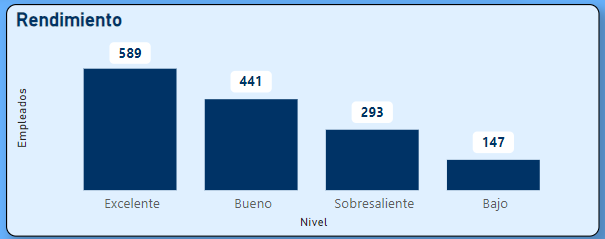 Rendimiento
589
441
293
147
Empleados
Excelente
Bueno
Sobresaliente
Bajo
Nivel